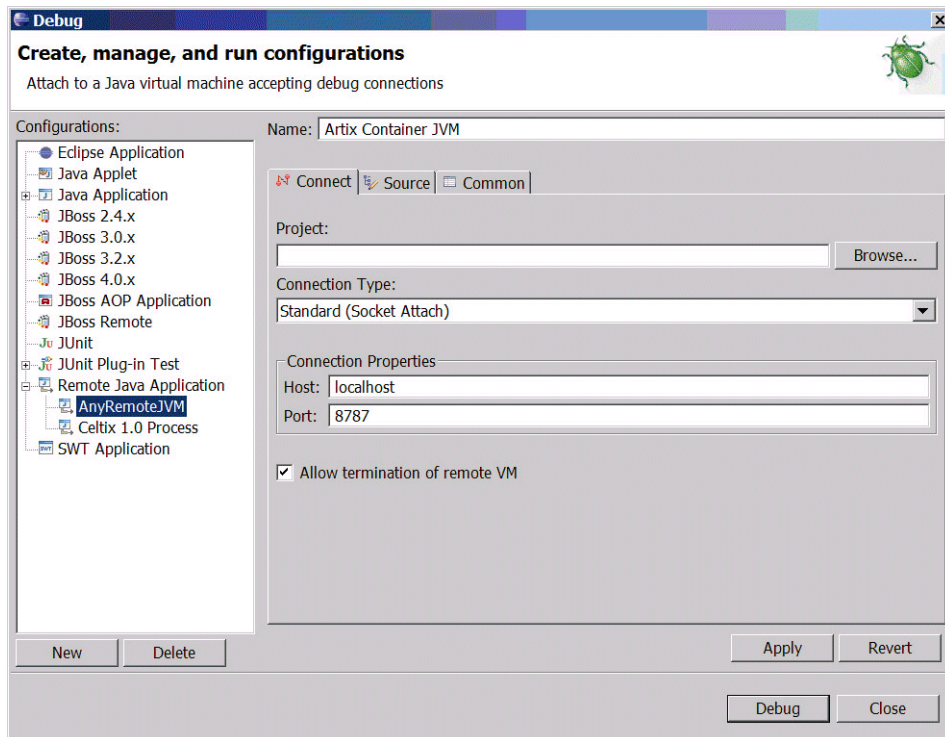 Debug
Create, manage, and run configurations
Attach to a Java virtual machine accepting debug connections
Configurations:
Eclipse Application
Java Applet
Java Application
JBoss 2.4.x
JBoss 3.0.x
JBoss 3.2.x
JBoss 4.0.x
JBoss AOP Application
JBoss Remote
JUnit
JUnit Plug-in Test
Remote Java Application
AnyRemoteJVM
Celtix 1.0 Process
SWT Application
New Delete
Name: Artix Container JVM
Connect Source Common
Project:
Browse...
Connection Type:
Standard (Socket Attach)
Connection Properties
Host: localhost
Port: 8787
Allow termination of remote VM
Apply Revert
Debug Close